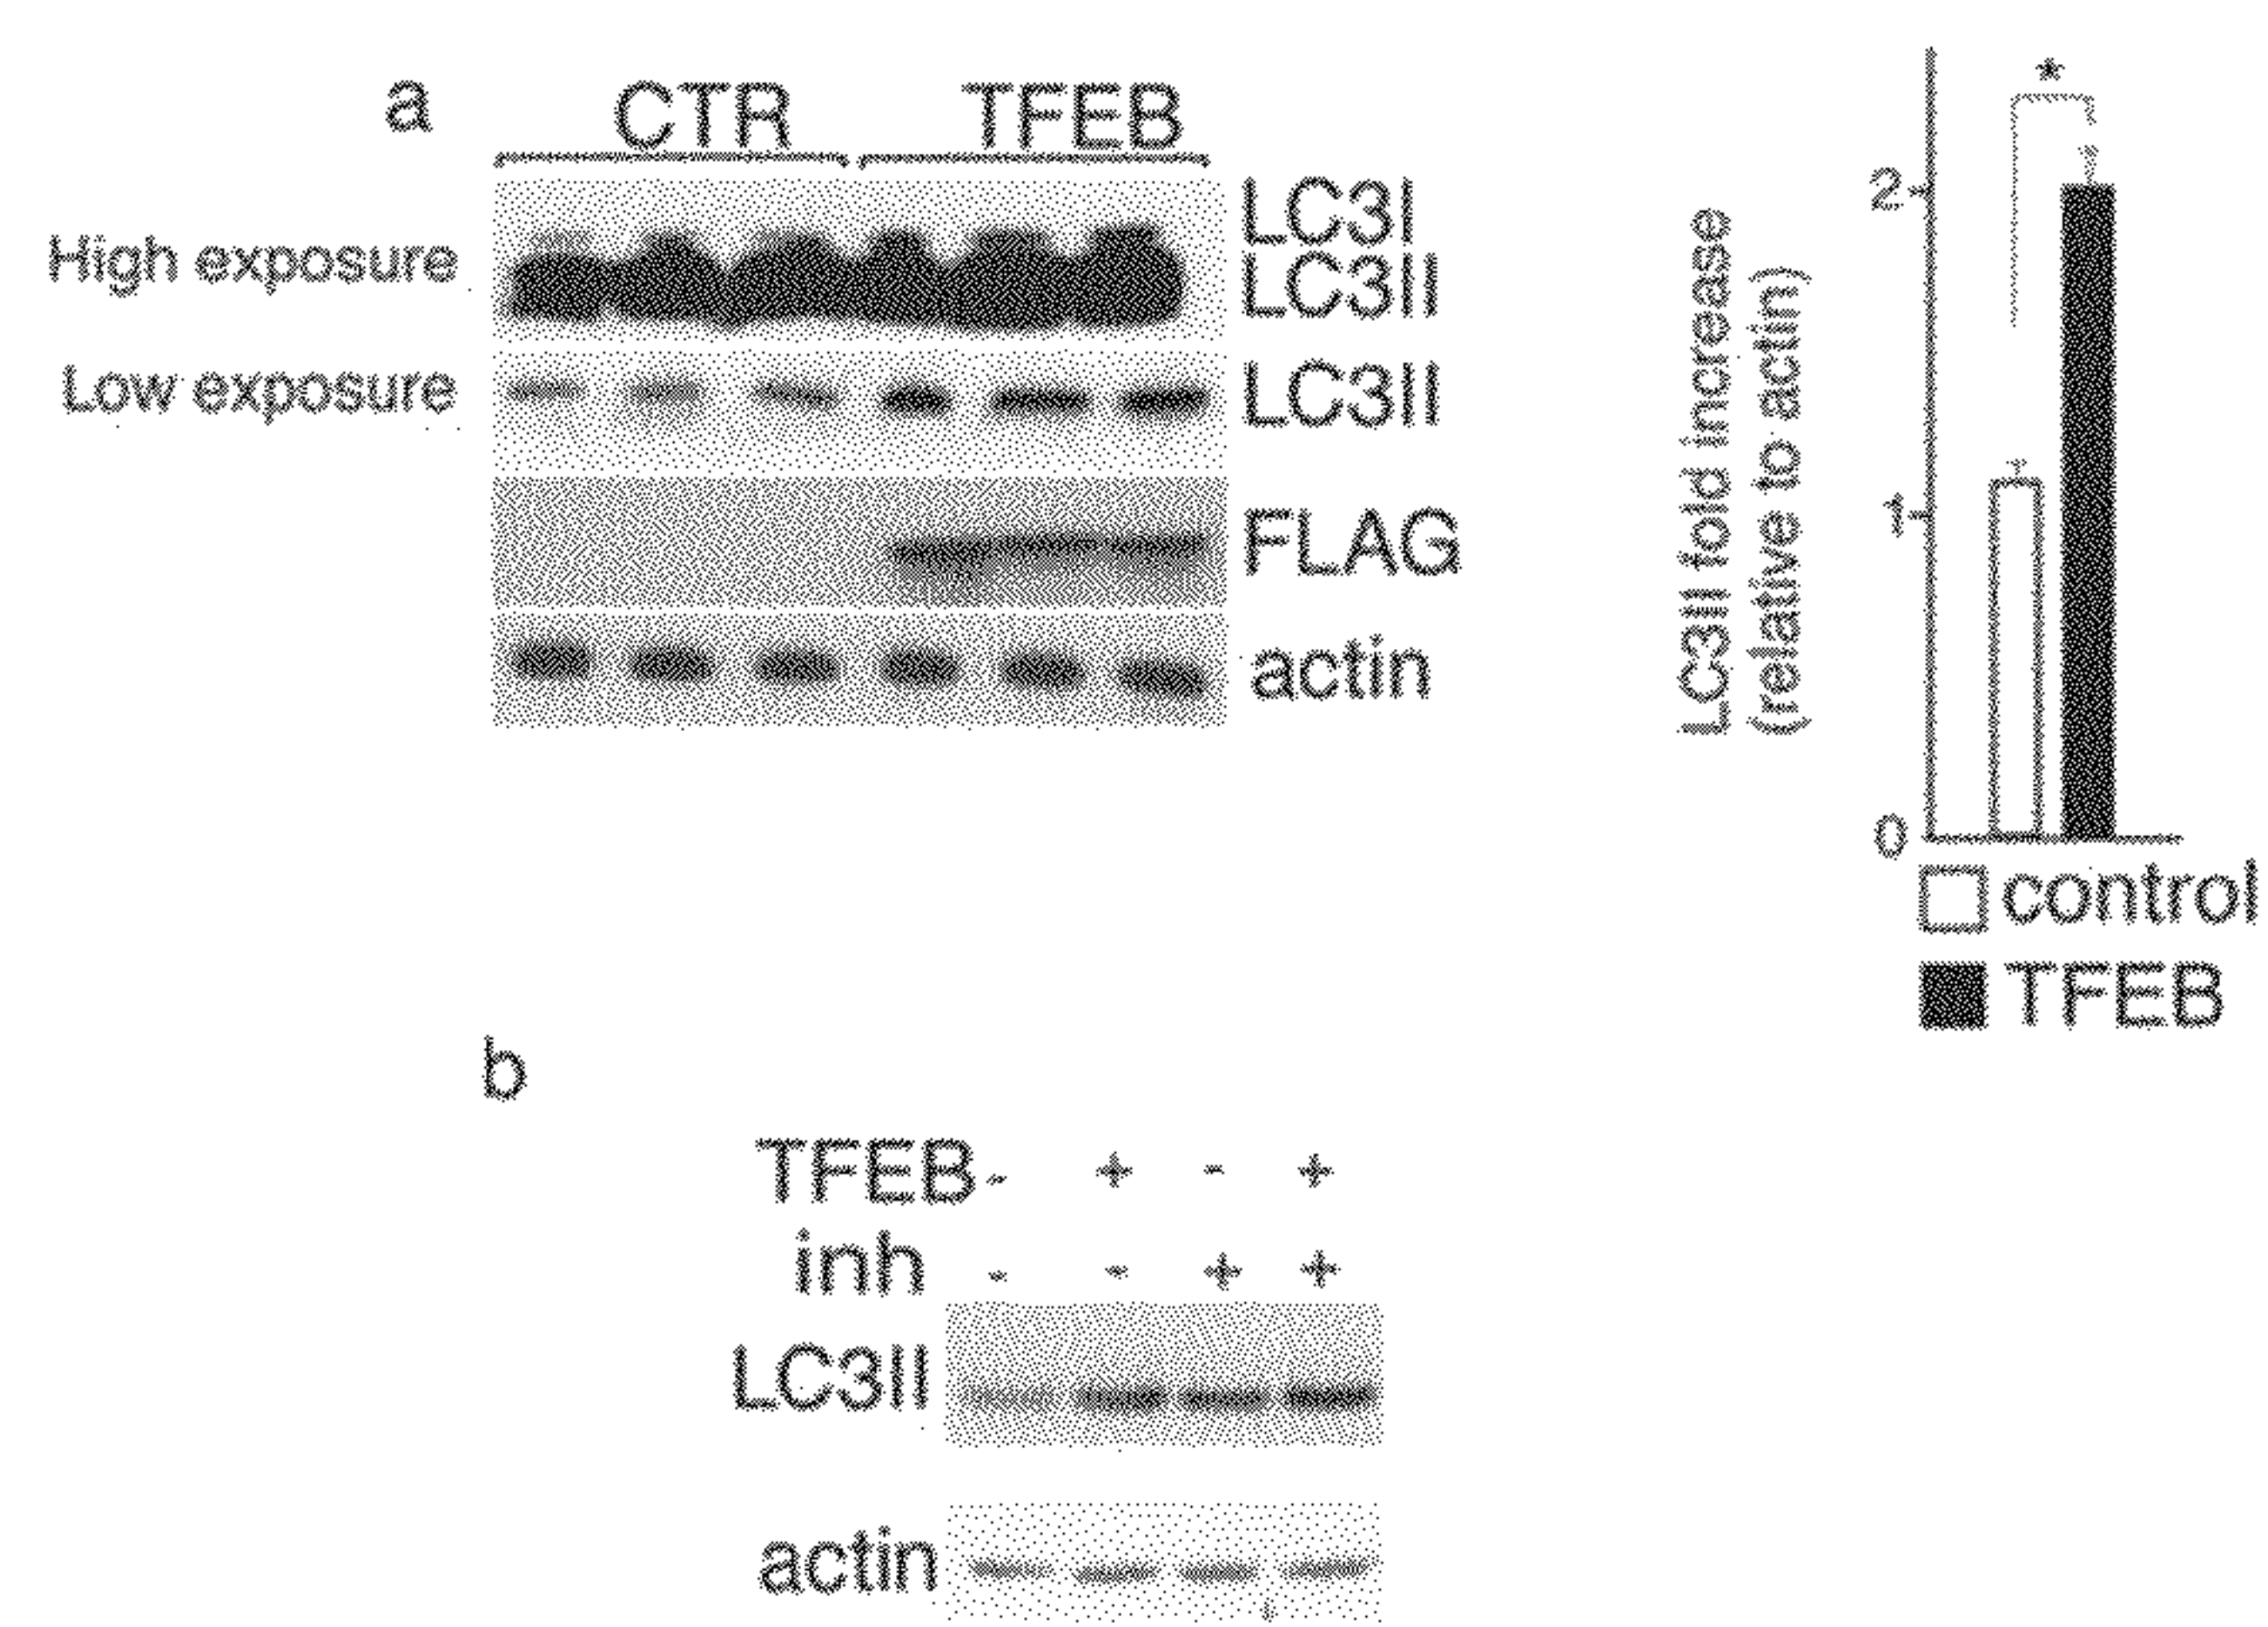 a
CTR TFEB
High exposure
LC3I
LC3II
Low exposure
LC3II
FLAG
actin
LC3II fold increase
(relative to actin)
*
2
1
0
control
TFEB
b
TFEB - + - +
inh - - + +
LC3II
actin